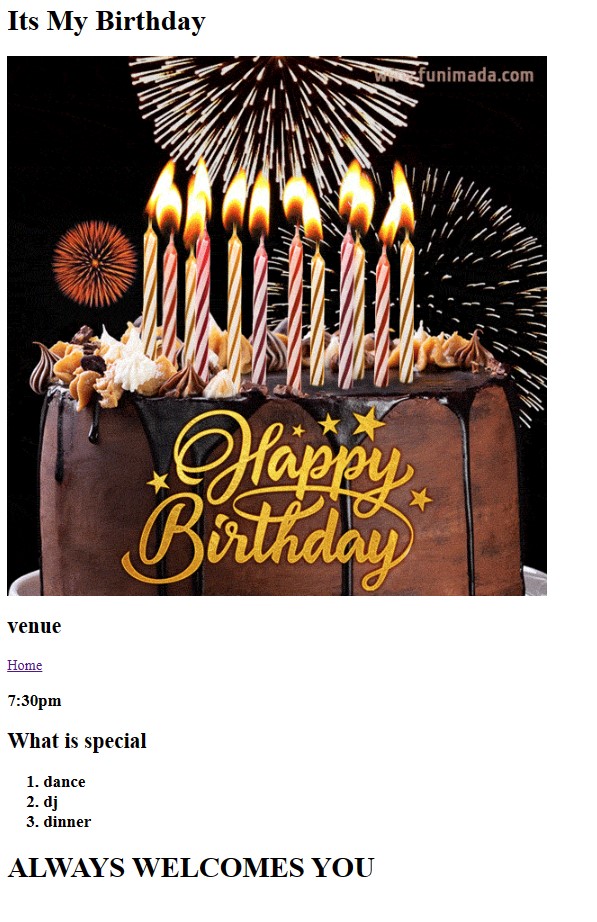 Its My Birthday
www.funimada.com
Happy
Birthday
venue
Home
7:30pm
What is special
1. dance
2. dj
3. dinner
ALWAYS WELCOMES YOU